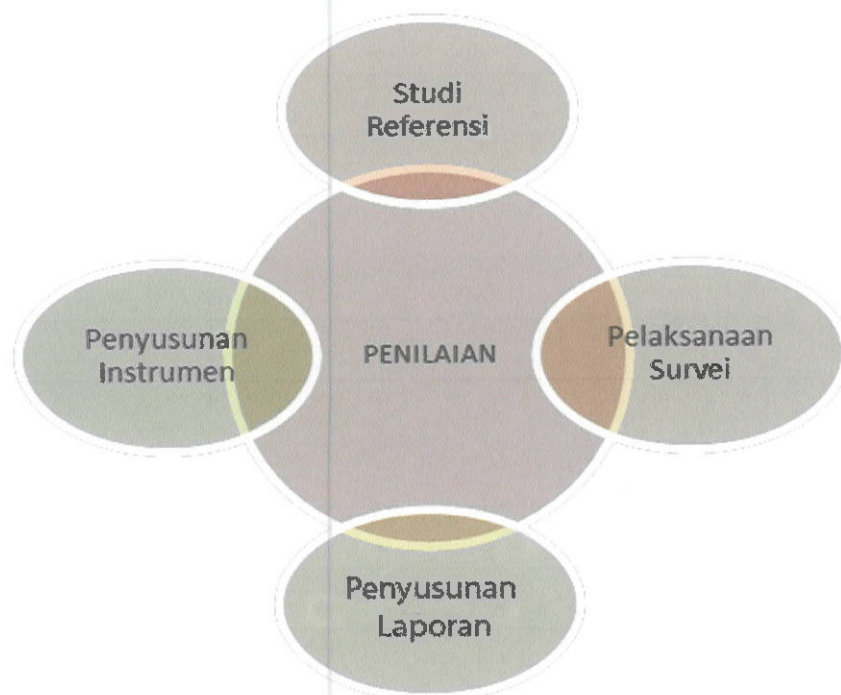 Studi
Referensi
Penyusunan
Instrumen
PENILAIAN
Pelaksanaan
Survei
Penyusunan
Laporan